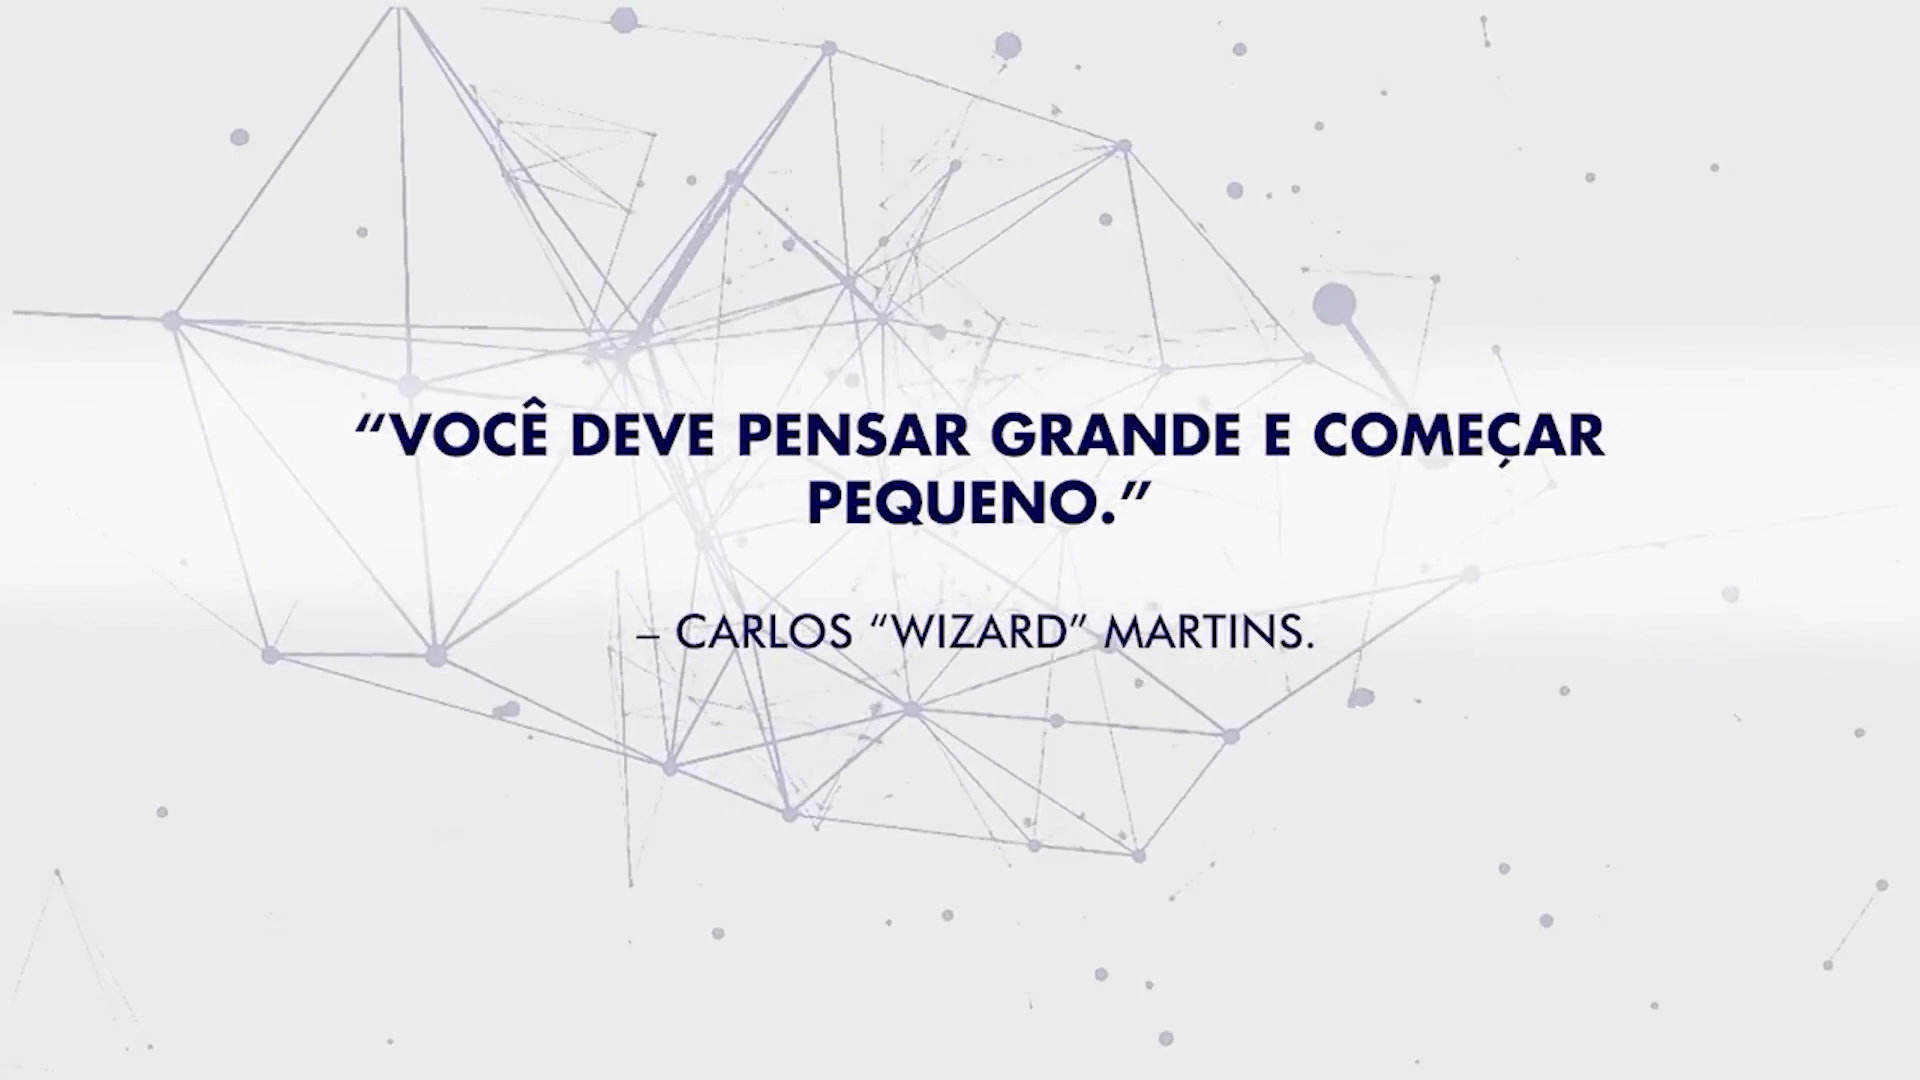 “VOCÊ DEVE PENSAR GRANDE E COMEÇAR
PEQUENO.”
– CARLOS “WIZARD” MARTINS.